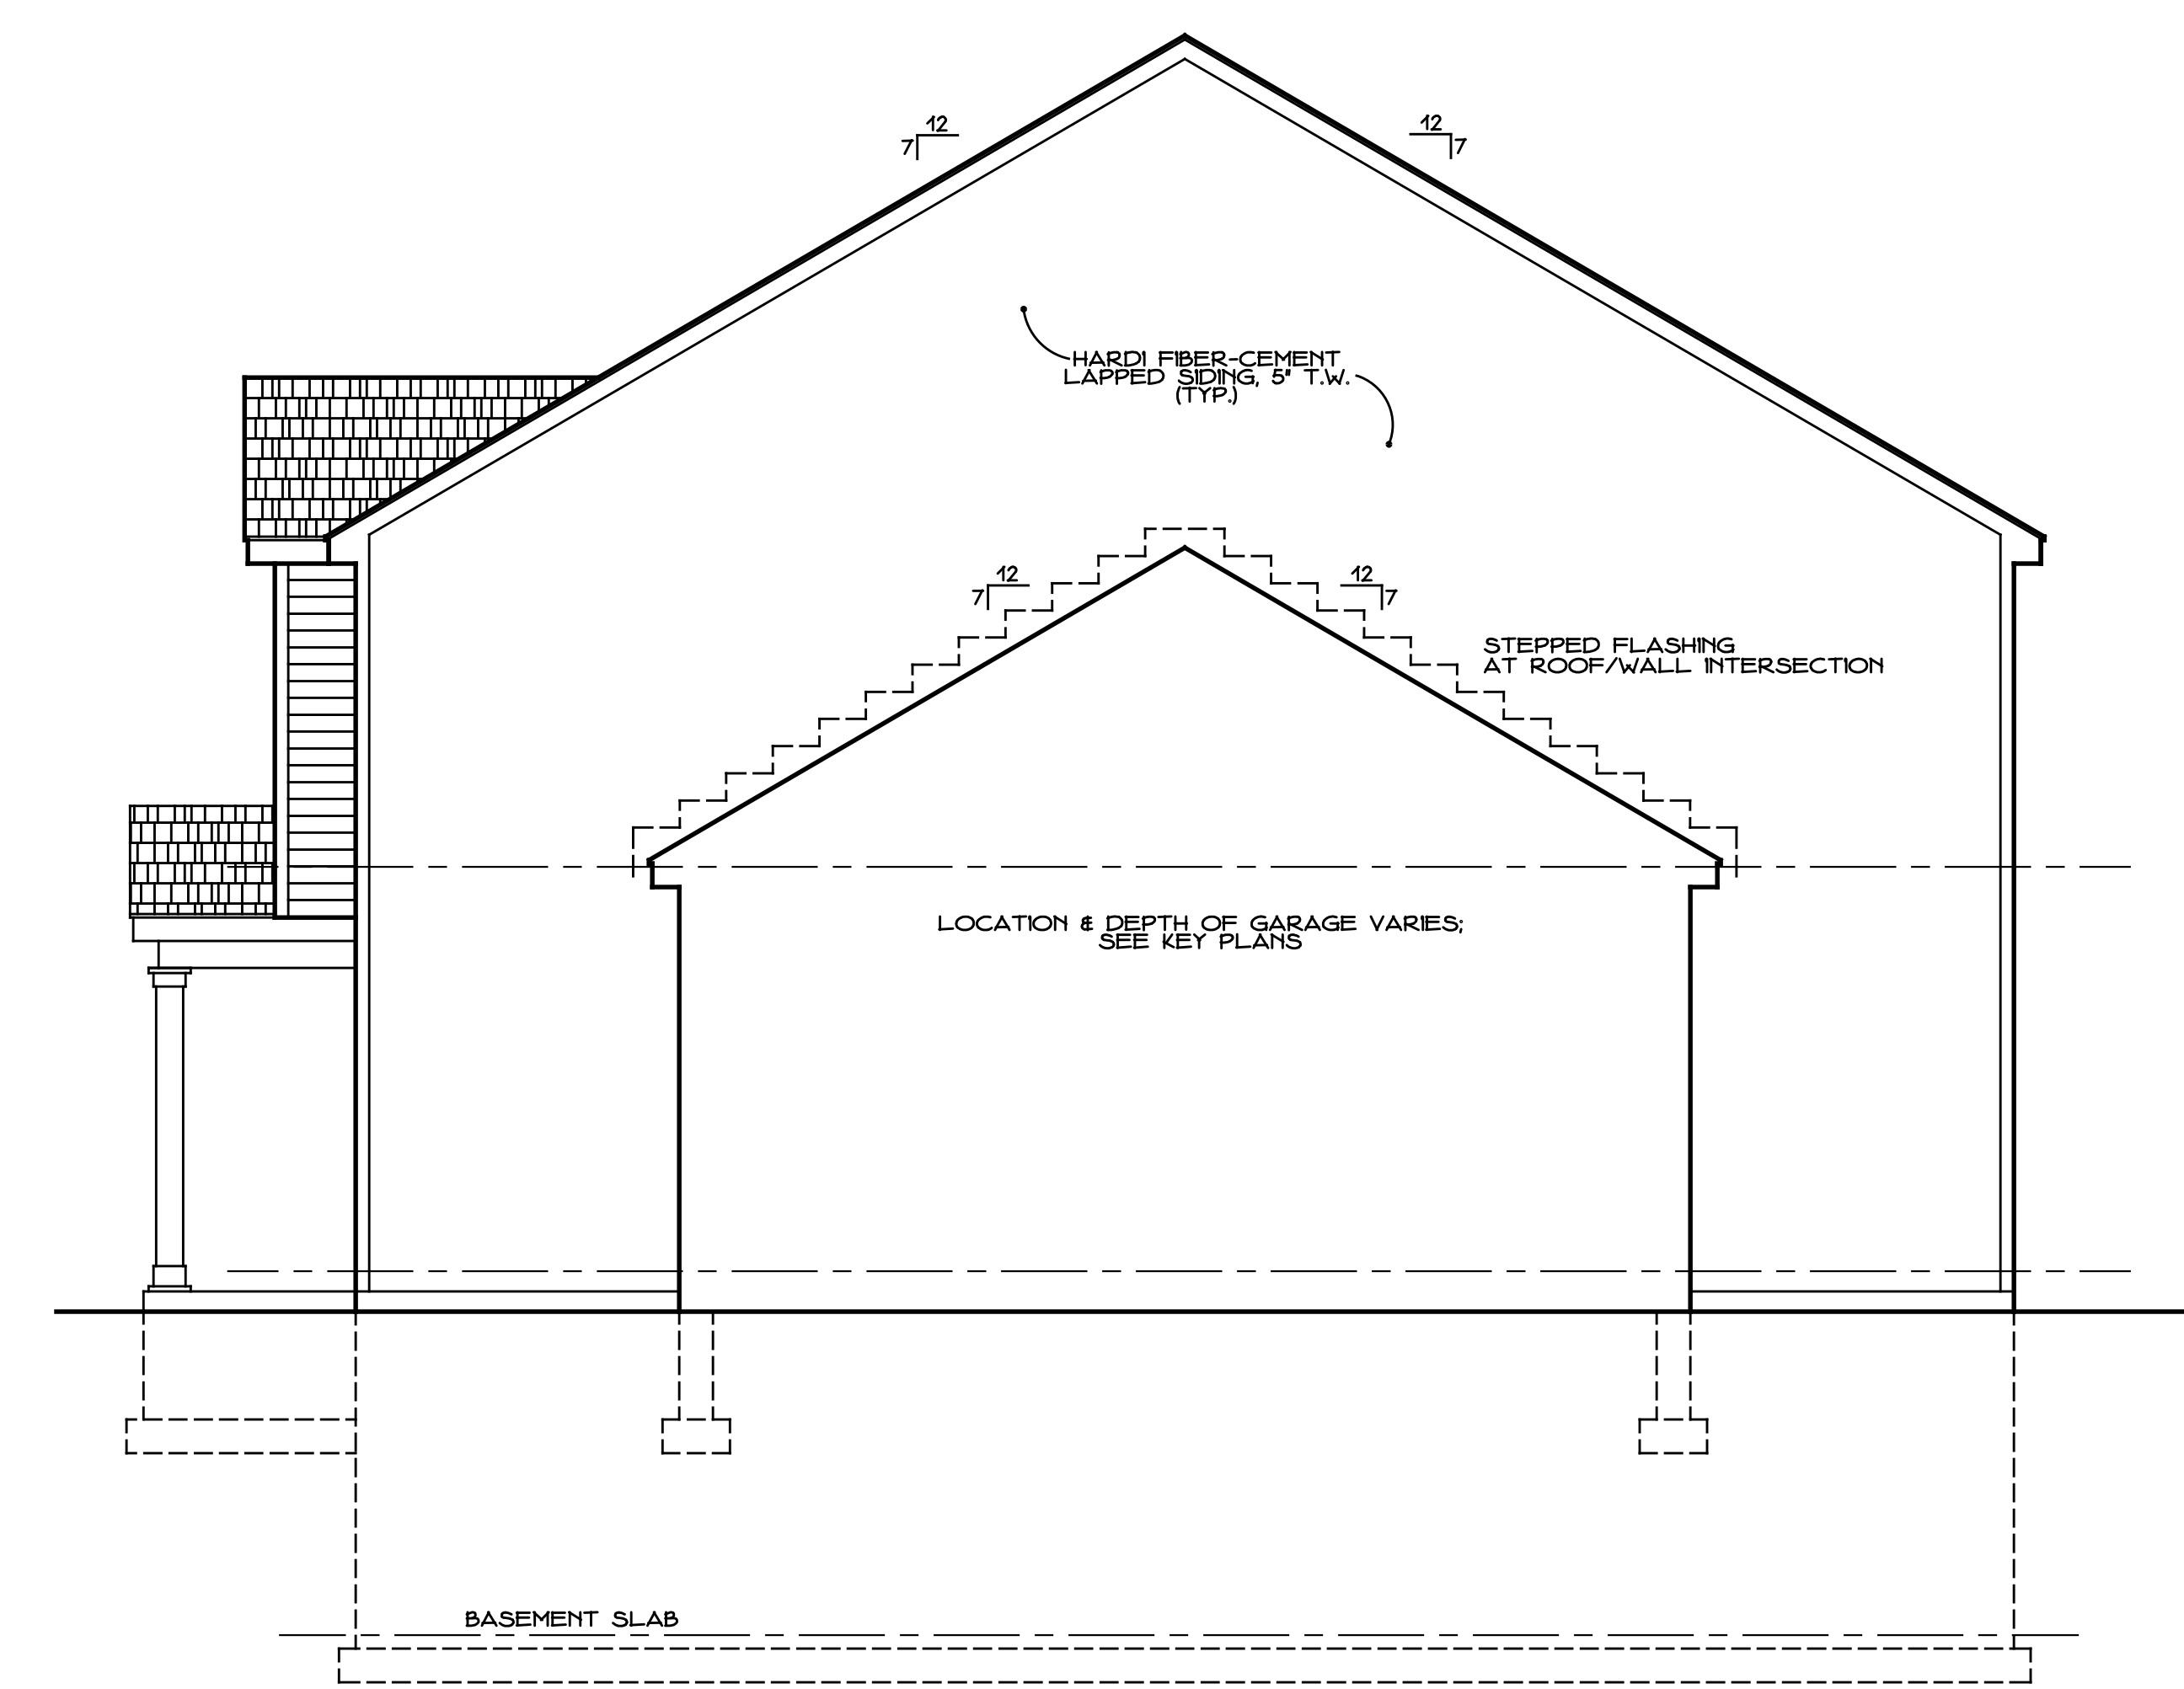 12
7
12
7
HARDI FIBER-CEMENT
LAPPED SIDING, 5" T.W.
(TYP.)
12
7
12
7
STEPPED FLASHING
AT ROOF/WALL INTERSECTION
LOCATION & DEPTH OF GARAGE VARIES;
SEE KEY PLANS
BASEMENT SLAB